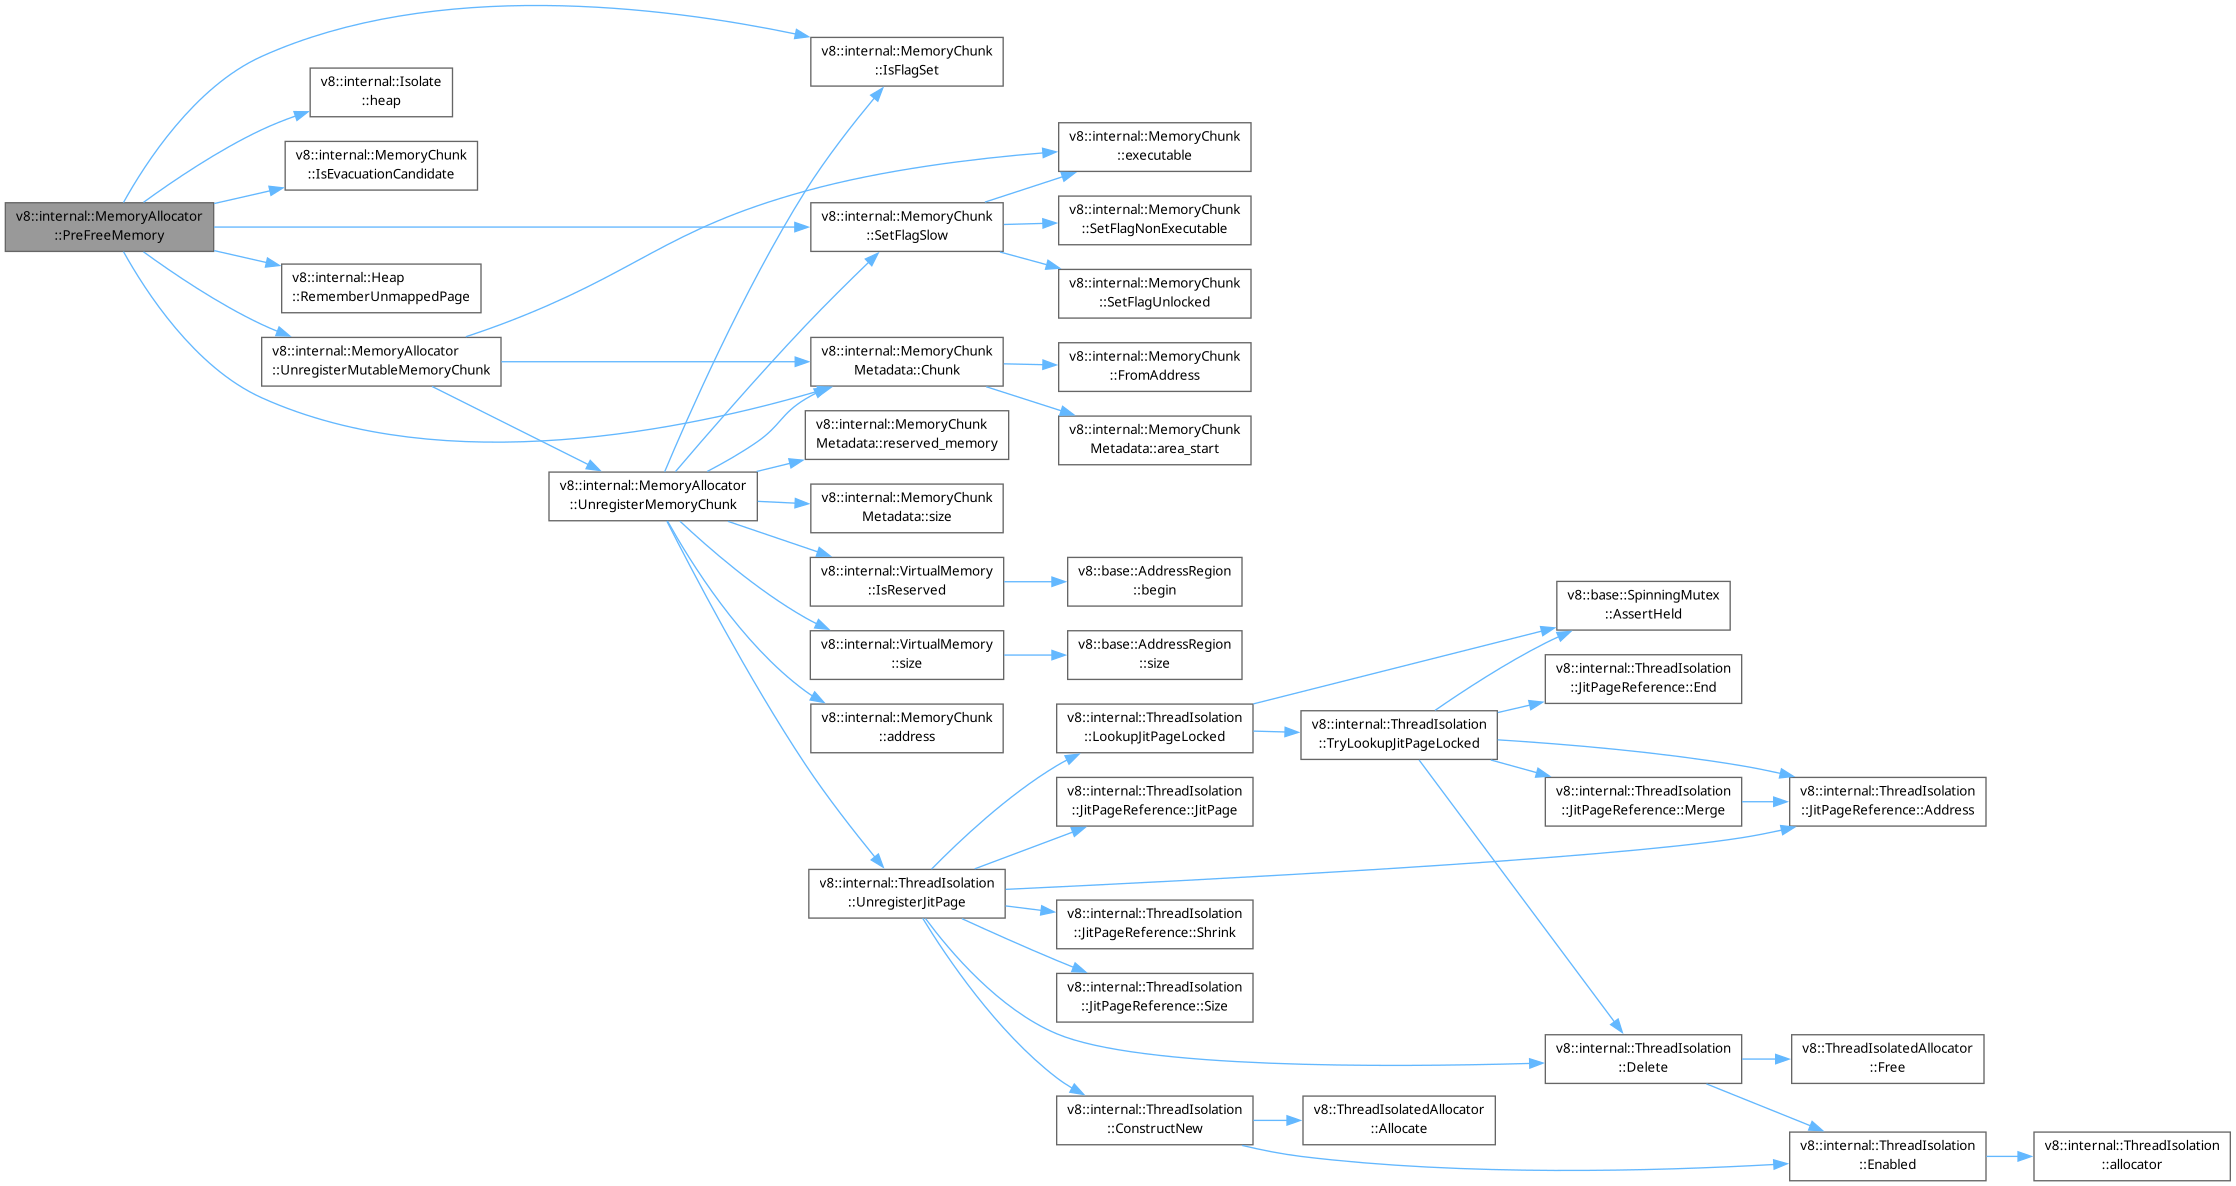 v8::internal::MemoryAllocator
::PreFreeMemory
v8::internal::Isolate
::heap
v8::internal::MemoryChunk
::IsEvacuationCandidate
v8::internal::Heap
::RememberUnmappedPage
v8::internal::MemoryAllocator
::UnregisterMutableMemoryChunk
v8::internal::MemoryAllocator
::UnregisterMemoryChunk
v8::internal::MemoryChunk
::IsFlagSet
v8::internal::MemoryChunk
::SetFlagSlow
v8::internal::MemoryChunk
Metadata::Chunk
v8::internal::MemoryChunk
Metadata::reserved_memory
v8::internal::MemoryChunk
Metadata::size
v8::internal::VirtualMemory
::IsReserved
v8::internal::VirtualMemory
::size
v8::internal::MemoryChunk
::address
v8::internal::ThreadIsolation
::UnregisterJitPage
v8::internal::MemoryChunk
::executable
v8::internal::MemoryChunk
::SetFlagNonExecutable
v8::internal::MemoryChunk
::SetFlagUnlocked
v8::internal::MemoryChunk
::FromAddress
v8::internal::MemoryChunk
Metadata::area_start
v8::base::AddressRegion
::begin
v8::base::AddressRegion
::size
v8::internal::ThreadIsolation
::LookupJitPageLocked
v8::internal::ThreadIsolation
::JitPageReference::JitPage
v8::internal::ThreadIsolation
::JitPageReference::Shrink
v8::internal::ThreadIsolation
::JitPageReference::Size
v8::internal::ThreadIsolation
::ConstructNew
v8::internal::ThreadIsolation
::TryLookupJitPageLocked
v8::ThreadIsolatedAllocator
::Allocate
v8::base::SpinningMutex
::AssertHeld
v8::internal::ThreadIsolation
::JitPageReference::End
v8::internal::ThreadIsolation
::JitPageReference::Merge
v8::internal::ThreadIsolation
::Delete
v8::internal::ThreadIsolation
::JitPageReference::Address
v8::ThreadIsolatedAllocator
::Free
v8::internal::ThreadIsolation
::Enabled
v8::internal::ThreadIsolation
::allocator